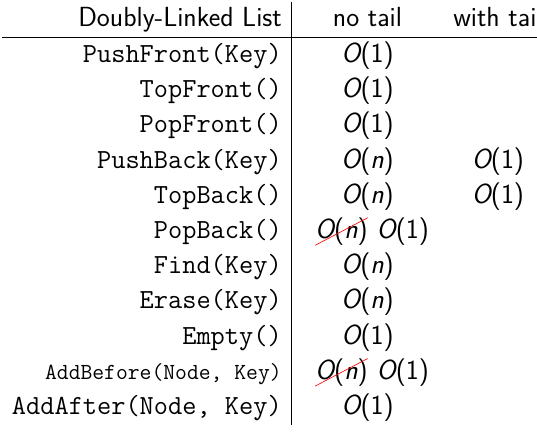 Doubly-Linked List no tail with tai
PushFront(Key) O(1)
TopFront() O(1)
PopFront() O(1)
PushBack(Key) O(n) O(1)
TopBack() O(n) O(1)
PopBack() O(n) O(1)
Find(Key) O(n)
Erase(Key) O(n)
Empty() O(1)
AddBefore(Node, Key) O(n) O(1)
AddAfter(Node, Key) O(1)